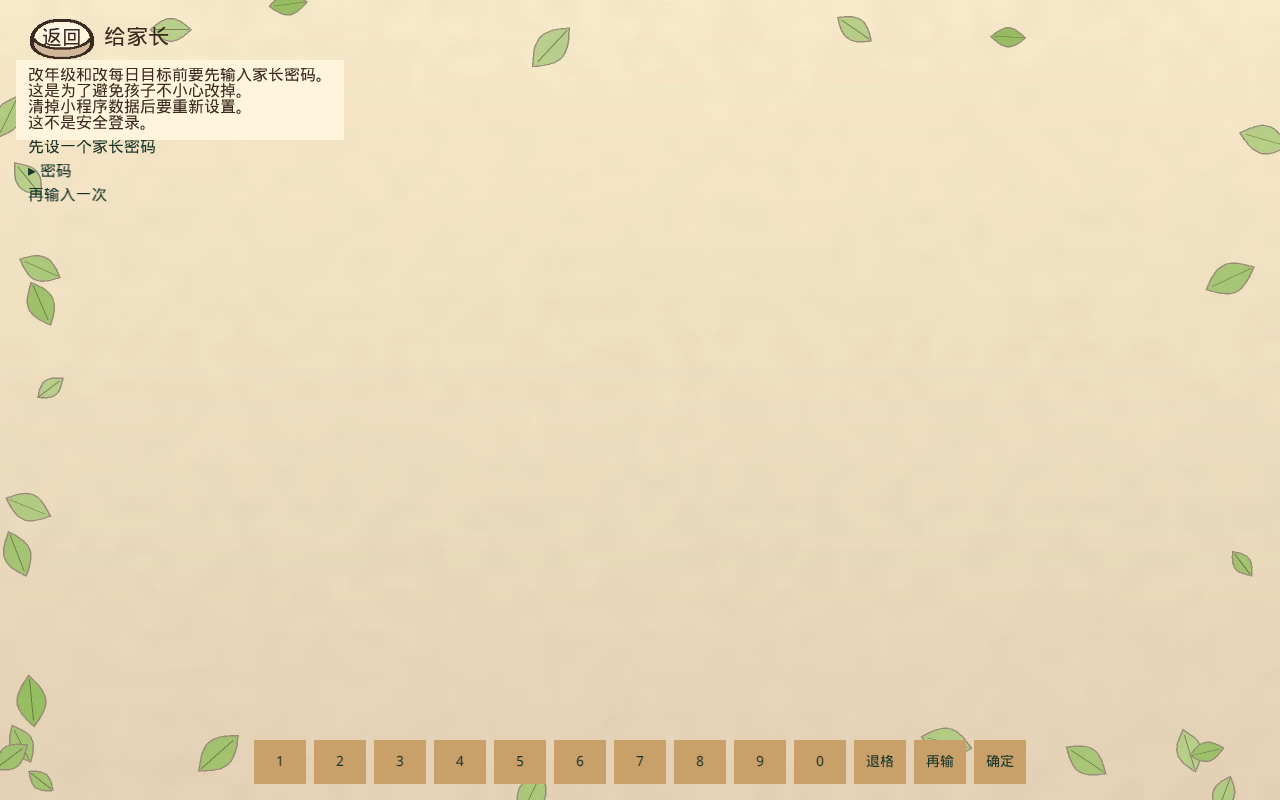 返回 给家长
改年级和改每日目标前要先输入家长密码。
这是为了避免孩子不小心改掉。
清掉小程序数据后要重新设置。
这不是安全登录。
先设一个家长密码
▸ 密码
再输入一次
1 2 3 4 5 6 7 8 9 0 退格 再输 确定